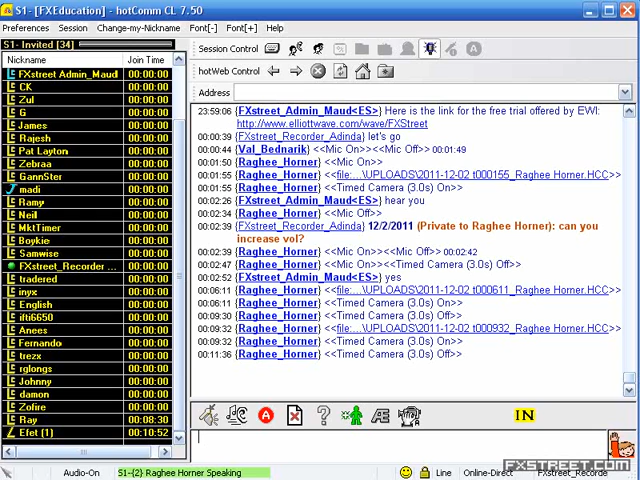 S1- [FXEducation] - hotComm CL 7.50
Preferences Session Change-my-Nickname Font[-] Font[+] Help
S1- Invited [34]
Nickname Join Time
FXstreet Admin_Maud 00:00:00
CK 00:00:00
Zul 00:00:00
G 00:00:00
James 00:00:00
Rajesh 00:00:00
Pat Layton 00:00:00
Zebraa 00:00:00
GannSter 00:00:00
madi 00:00:00
Ramy 00:00:00
Neil 00:00:00
MktTimer 00:00:00
Boykie 00:00:00
Samwise 00:00:00
FXstreet_Recorder ... 00:00:00
tradered 00:00:00
inyx 00:00:00
English 00:00:00
ifti6650 00:00:00
Anees 00:00:00
Fernando 00:00:00
trezx 00:00:00
rglongs 00:00:00
Johnny 00:00:00
damon 00:00:00
Zofire 00:00:00
Ray 00:08:30
Efet (1) 00:10:52
Session Control
hotWeb Control
Address
23:59:06 {FXstreet_Admin_Maud<ES>} Here is the link for the free trial offered by EWI:
http://www.elliottwave.com/wave/FXStreet
00:00:39 {FXstreet_Recorder_Adinda} let's go
00:00:44 {Val_Bednarik} <<Mic On>><<Mic Off>> 00:01:49
00:01:50 {Raghee_Horner} <<Mic On>>
00:01:55 {Raghee_Horner} <<file:...\UPLOADS\2011-12-02 t000155_Raghee Horner.HCC>>
00:01:55 {Raghee_Horner} <<Timed Camera (3.0s) On>>
00:02:26 {FXstreet_Admin_Maud<ES>} hear you
00:02:34 {Raghee_Horner} <<Mic Off>>
00:02:39 {FXstreet_Recorder_Adinda} 12/2/2011 (Private to Raghee Horner): can you
increase vol?
00:02:39 {Raghee_Horner} <<Mic On>><<Mic Off>> 00:02:42
00:02:47 {Raghee_Horner} <<Mic On>><<Timed Camera (3.0s) Off>>
00:02:52 {FXstreet_Admin_Maud<ES>} yes
00:06:11 {Raghee_Horner} <<file:...\UPLOADS\2011-12-02 t000611_Raghee Horner.HCC>>
00:06:11 {Raghee_Horner} <<Timed Camera (3.0s) On>>
00:09:30 {Raghee_Horner} <<Timed Camera (3.0s) Off>>
00:09:32 {Raghee_Horner} <<file:...\UPLOADS\2011-12-02 t000932_Raghee Horner.HCC>>
00:09:32 {Raghee_Horner} <<Timed Camera (3.0s) On>>
00:11:36 {Raghee_Horner} <<Timed Camera (3.0s) Off>>
IN
Audio-On S1-{2} Raghee Horner Speaking Line Online-Direct FXstreet_Recorde
FXSTREET.COM